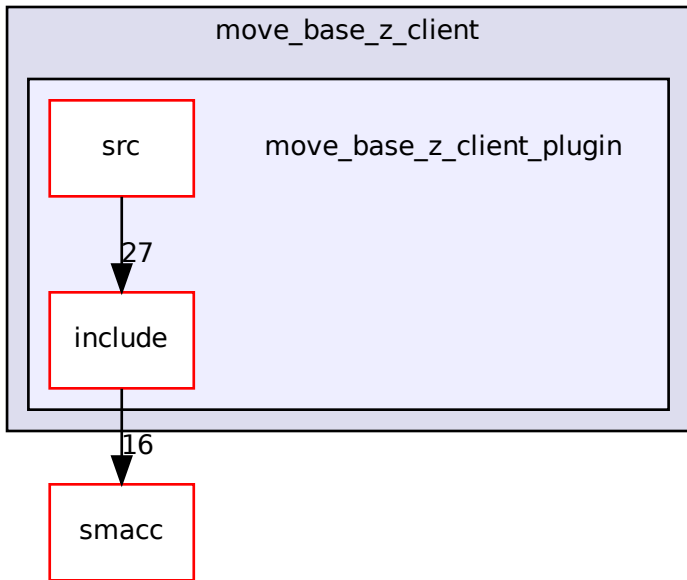 move_base_z_client
src
move_base_z_client_plugin
27
include
16
smacc